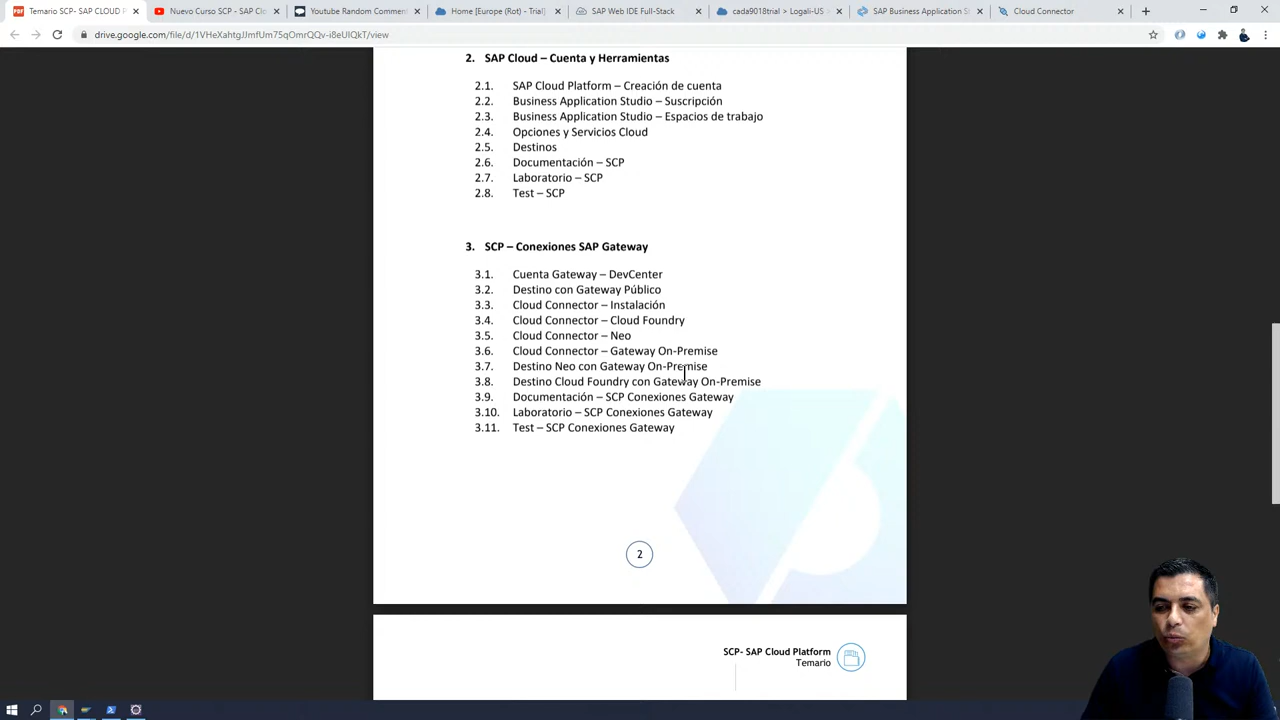 Temario SCP- SAP CLOUD P
Nuevo Curso SCP - SAP Clo
Youtube Random Comment
Home [Europe (Rot) - Trial]
SAP Web IDE Full-Stack
cada9018trial > Logali-US >
SAP Business Application St
Cloud Connector
drive.google.com/file/d/1VHeXahtgJJmfUm75qOmrQQv-i8eUIQkT/view
2. SAP Cloud – Cuenta y Herramientas
2.1. SAP Cloud Platform – Creación de cuenta
2.2. Business Application Studio – Suscripción
2.3. Business Application Studio – Espacios de trabajo
2.4. Opciones y Servicios Cloud
2.5. Destinos
2.6. Documentación – SCP
2.7. Laboratorio – SCP
2.8. Test – SCP
3. SCP – Conexiones SAP Gateway
3.1. Cuenta Gateway – DevCenter
3.2. Destino con Gateway Público
3.3. Cloud Connector – Instalación
3.4. Cloud Connector – Cloud Foundry
3.5. Cloud Connector – Neo
3.6. Cloud Connector – Gateway On-Premise
3.7. Destino Neo con Gateway On-Premise
3.8. Destino Cloud Foundry con Gateway On-Premise
3.9. Documentación – SCP Conexiones Gateway
3.10. Laboratorio – SCP Conexiones Gateway
3.11. Test – SCP Conexiones Gateway
2
SCP- SAP Cloud Platform
Temario